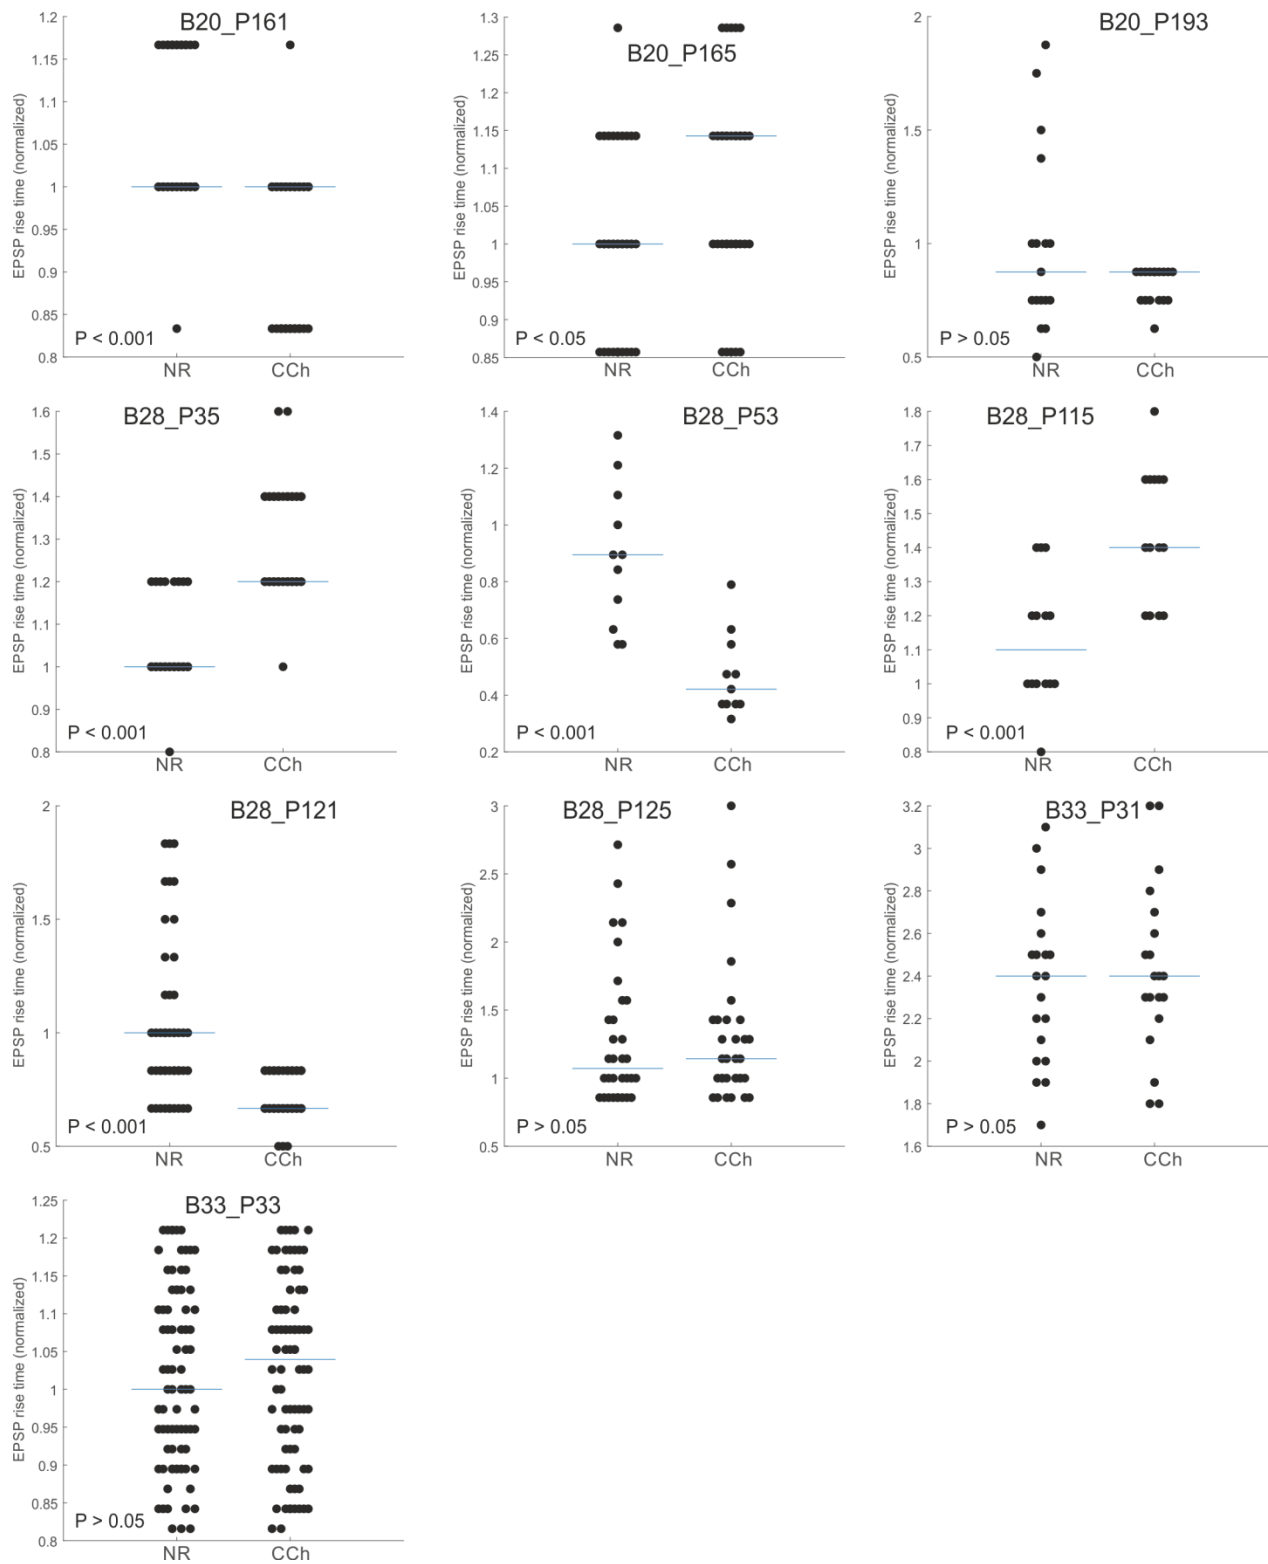 B20_P161
EPSP rise time (normalized)
1.2
1.15
1.1
1.05
1
0.95
0.9
0.85
0.8
P < 0.001
NR CCh
B20_P165
EPSP rise time (normalized)
1.3
1.25
1.2
1.15
1.1
1.05
1
0.95
0.9
0.85
P < 0.05
NR CCh
B20_P193
EPSP rise time (normalized)
2
1.5
1
0.5
P > 0.05
NR CCh
B28_P35
EPSP rise time (normalized)
1.6
1.5
1.4
1.3
1.2
1.1
1
0.9
0.8
P < 0.001
NR CCh
B28_P53
EPSP rise time (normalized)
1.4
1.2
1
0.8
0.6
0.4
0.2
P < 0.001
NR CCh
B28_P115
EPSP rise time (normalized)
1.8
1.7
1.6
1.5
1.4
1.3
1.2
1.1
1
0.9
0.8
P < 0.001
NR CCh
B28_P121
EPSP rise time (normalized)
2
1.5
1
0.5
P < 0.001
NR CCh
B28_P125
EPSP rise time (normalized)
3
2.5
2
1.5
1
0.5
P > 0.05
NR CCh
B33_P31
EPSP rise time (normalized)
3.2
3
2.8
2.6
2.4
2.2
2
1.8
1.6
P > 0.05
NR CCh
B33_P33
EPSP rise time (normalized)
1.25
1.2
1.15
1.1
1.05
1
0.95
0.9
0.85
0.8
P > 0.05
NR CCh